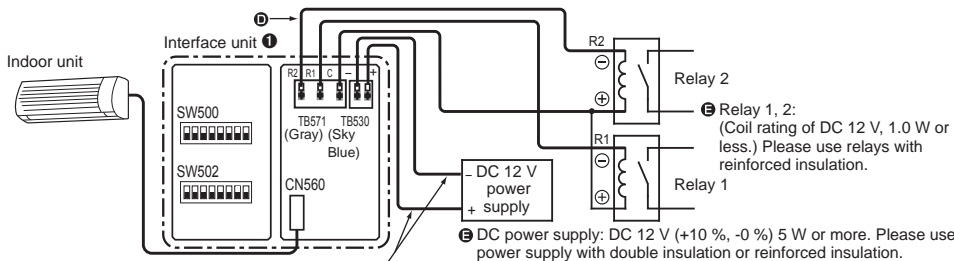 D
Interface unit 1
Indoor unit
R2 R1 C − +
TB571 TB530
(Gray) (Sky
Blue)
SW500
SW502
CN560
− DC 12 V
power
+ supply
R2
−
+
Relay 2
R1
−
+
Relay 1
E Relay 1, 2:
(Coil rating of DC 12 V, 1.0 W or
less.) Please use relays with
reinforced insulation.
E DC power supply: DC 12 V (+10 %, -0 %) 5 W or more. Please use
power supply with double insulation or reinforced insulation.